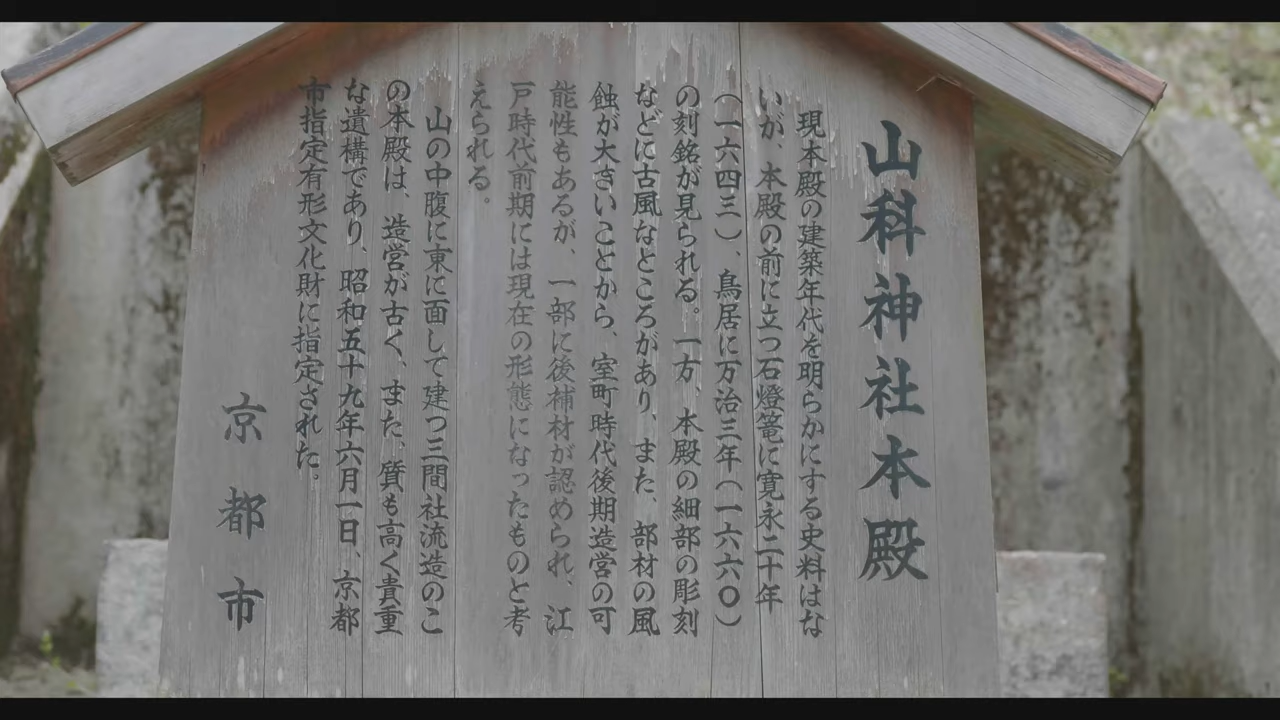 山科神社本殿
現本殿の建築年代を明らかにする史料はな
いが、本殿の前に立つ石燈篭に寛永二十年
(一六四三)、鳥居に万治三年(一六六〇)
の刻銘が見られる。一方、本殿の細部の彫刻
などに古風なところがあり、また、部材の風
蝕が大きいことから、室町時代後期造営の可
能性もあるが、一部に後補材が認められ、江
戸時代前期には現在の形態になったものと考
えられる。
山の中腹に東に面して建つ三間社流造のこ
の本殿は、造営が古く、また、質も高く貴重
な遺構であり、昭和五十九年六月一日、京都
市指定有形文化財に指定された。
京都市